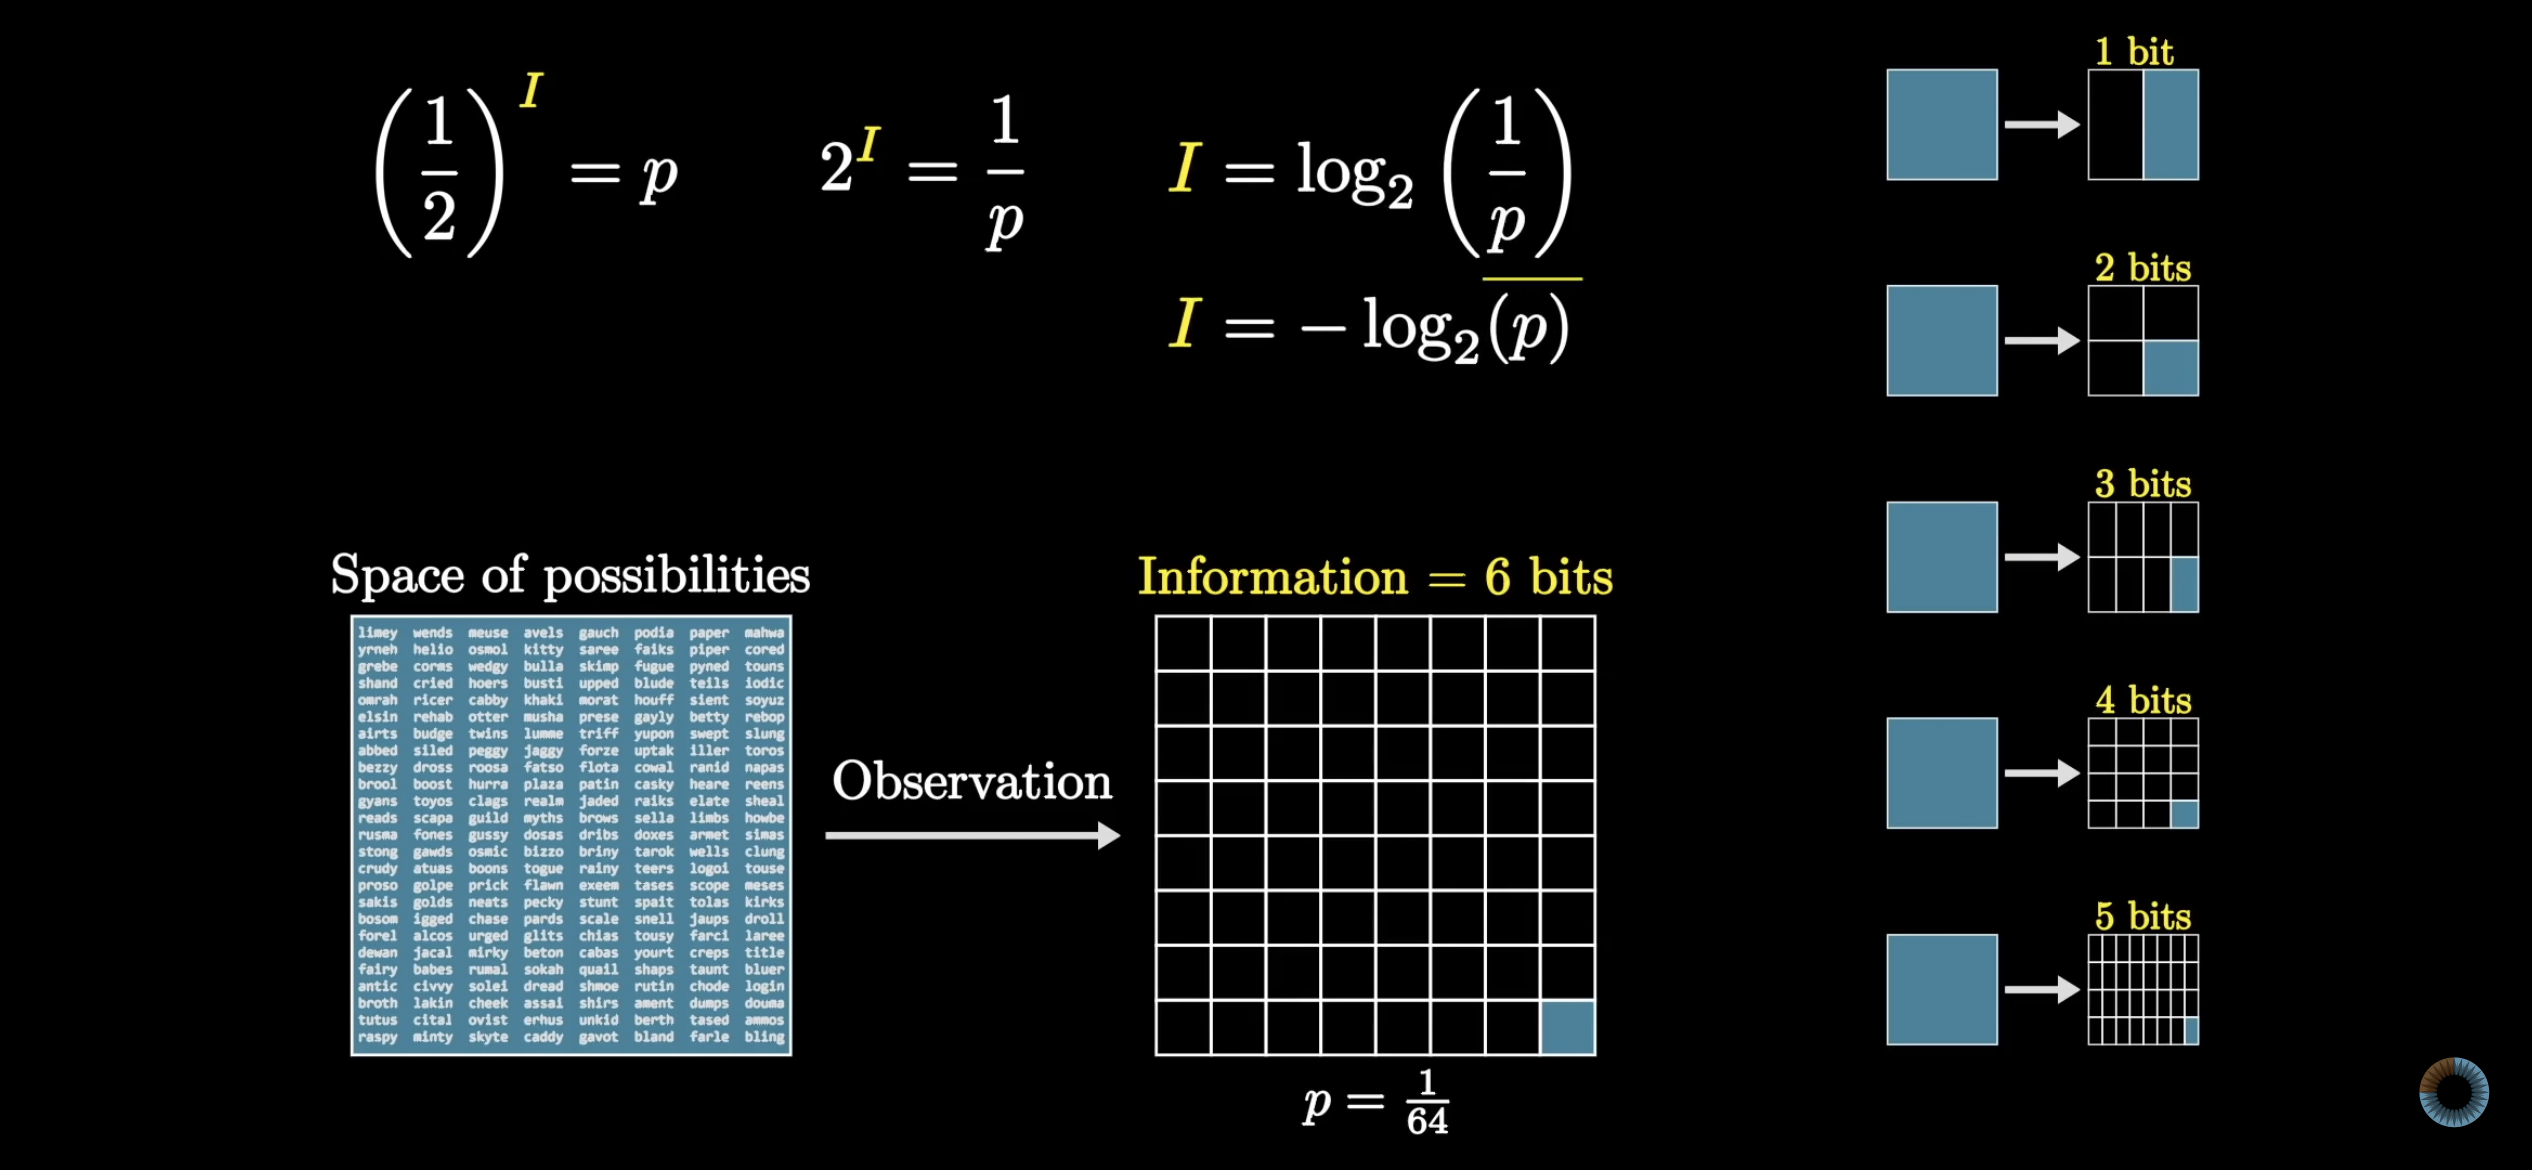 (1/2)^I = p
2^I = 1/p
I = log₂(1/p)
I = − log₂(p)
Space of possibilities
limey wends meuse avels gauch podia paper mahwa
yrneh helio osmol kitty saree faiks piper cored
grebe corms wedgy bulla skimp fugue pyned touns
shand cried hoers busti upped blude teils iodic
omrah ricer cabby khaki morat houff sient soyuz
elsin rehab otter musha prese gayly betty rebop
airts budge twins lumme triff yupon swept slung
abbed siled peggy jaggy forze uptak iller toros
bezzy dross roosa fatso flota cowal ranid napas
brool boost hurra plaza patin casky heare reens
gyans toyos clags realm jaded raiks elate sheal
reads scapa guild myths brows sella limbs howbe
rusma fones gussy dosas dribs doxes armet simas
stong gawds osmic bizzo briny tarok wells clung
crudy atuas boons togue rainy teers logoi touse
proso golpe prick flawn exeem tases scope meses
sakis golds neats pecky stunt spait tolas kirks
bosom igged chase pards scale snell jaups droll
forel alcos urged glits chias tousy farci laree
dewan jacal mirky beton cabas yourt creps title
fairy babes rumal sokah quail shaps taunt bluer
antic civvy solei dread shmoe rutin chode login
broth lakin cheek assai shirs ament dumps douma
tutus cital ovist erhus unkid berth tased ammos
raspy minty skyte caddy gavot bland farle bling
Observation
Information = 6 bits
p = 1/64
1 bit
2 bits
3 bits
4 bits
5 bits